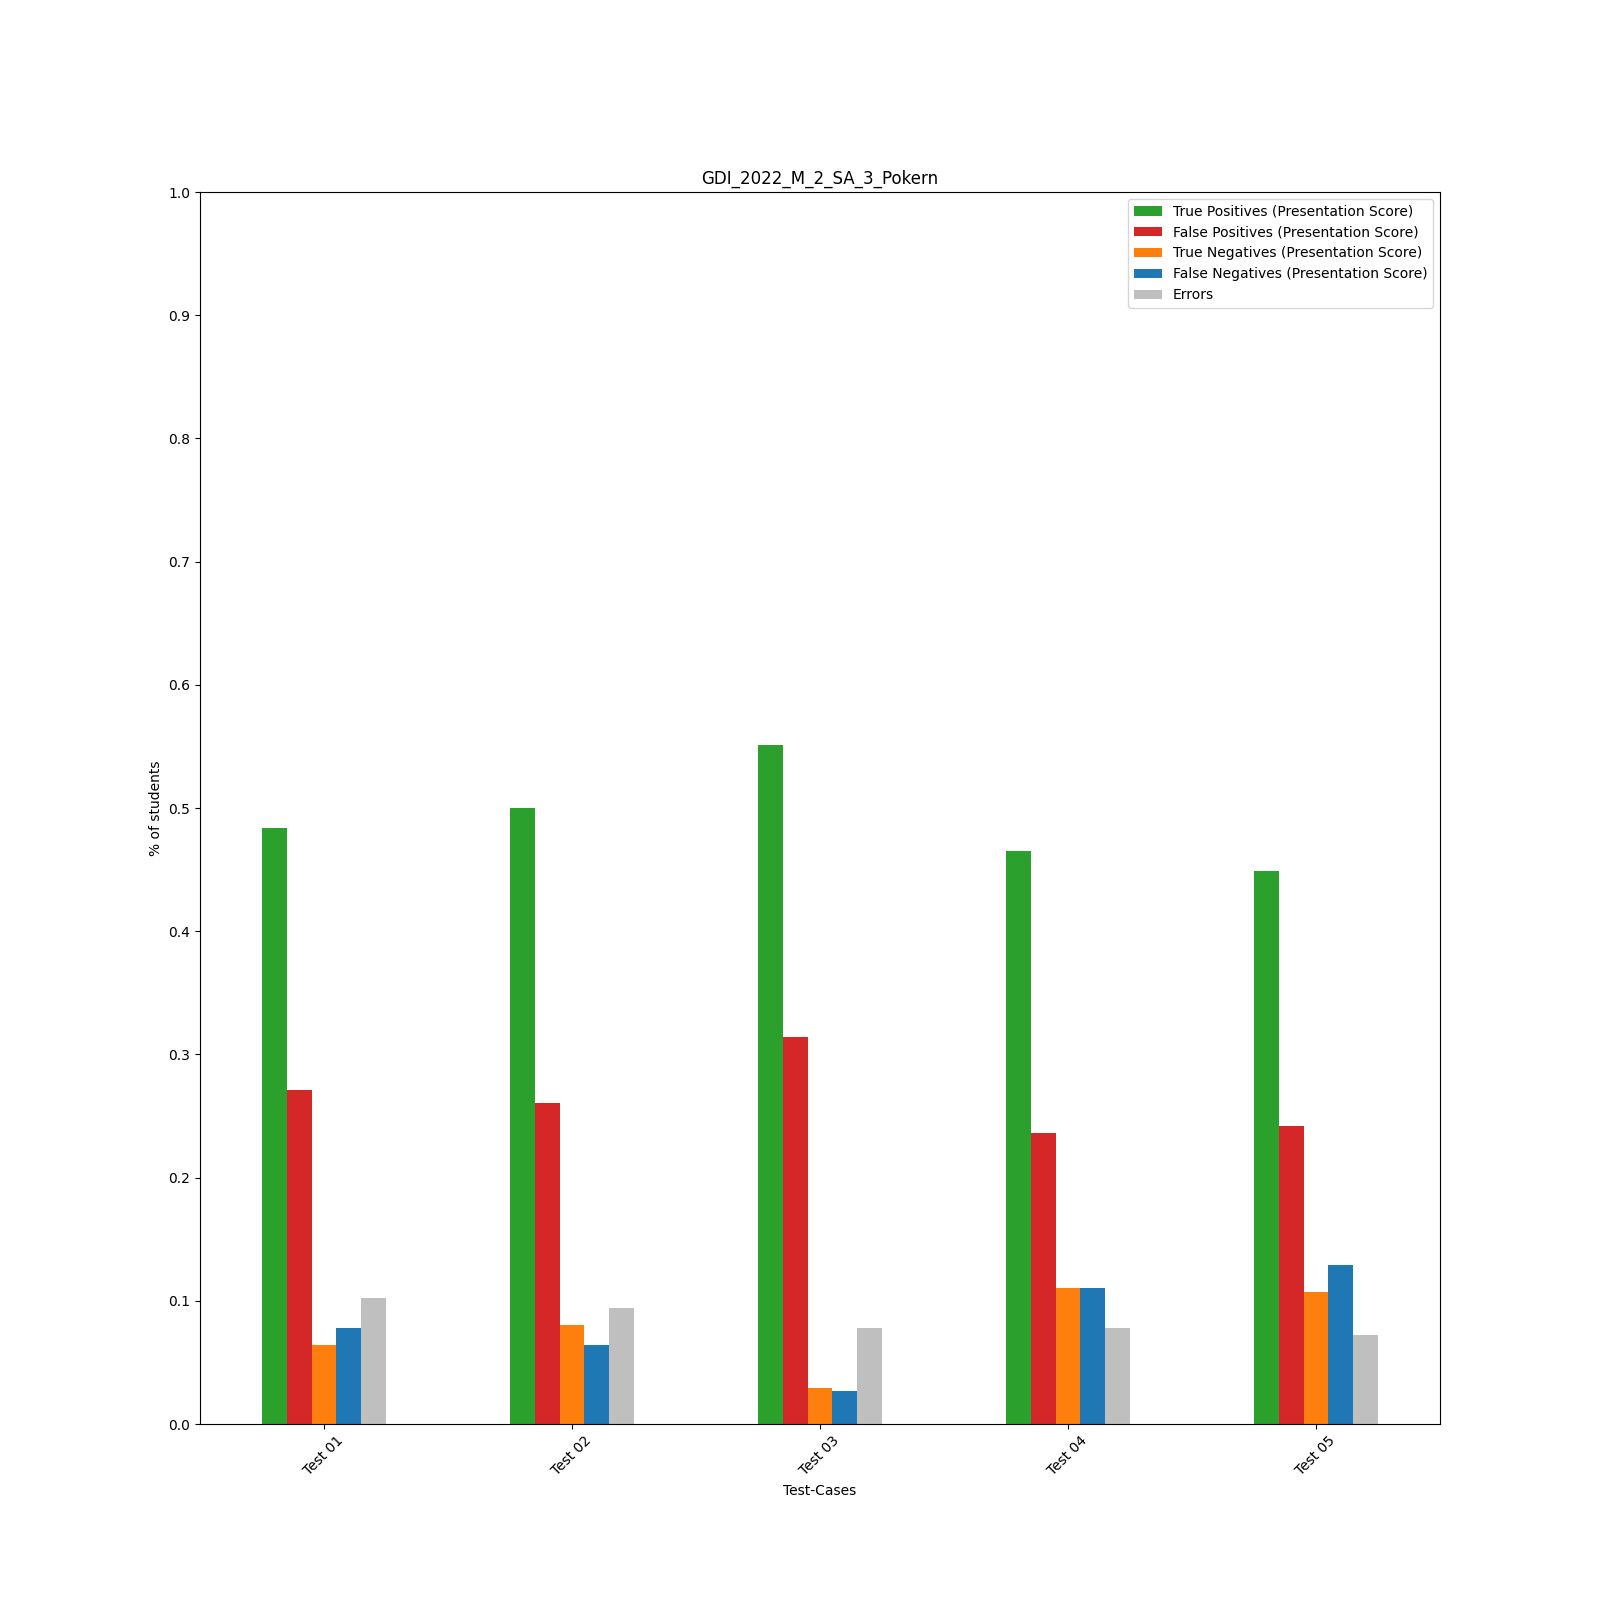 GDI_2022_M_2_SA_3_Pokern
True Positives (Presentation Score)
False Positives (Presentation Score)
True Negatives (Presentation Score)
False Negatives (Presentation Score)
Errors
1.0
0.9
0.8
0.7
0.6
0.5
0.4
0.3
0.2
0.1
0.0
% of students
Test 01
Test 02
Test 03
Test 04
Test 05
Test-Cases